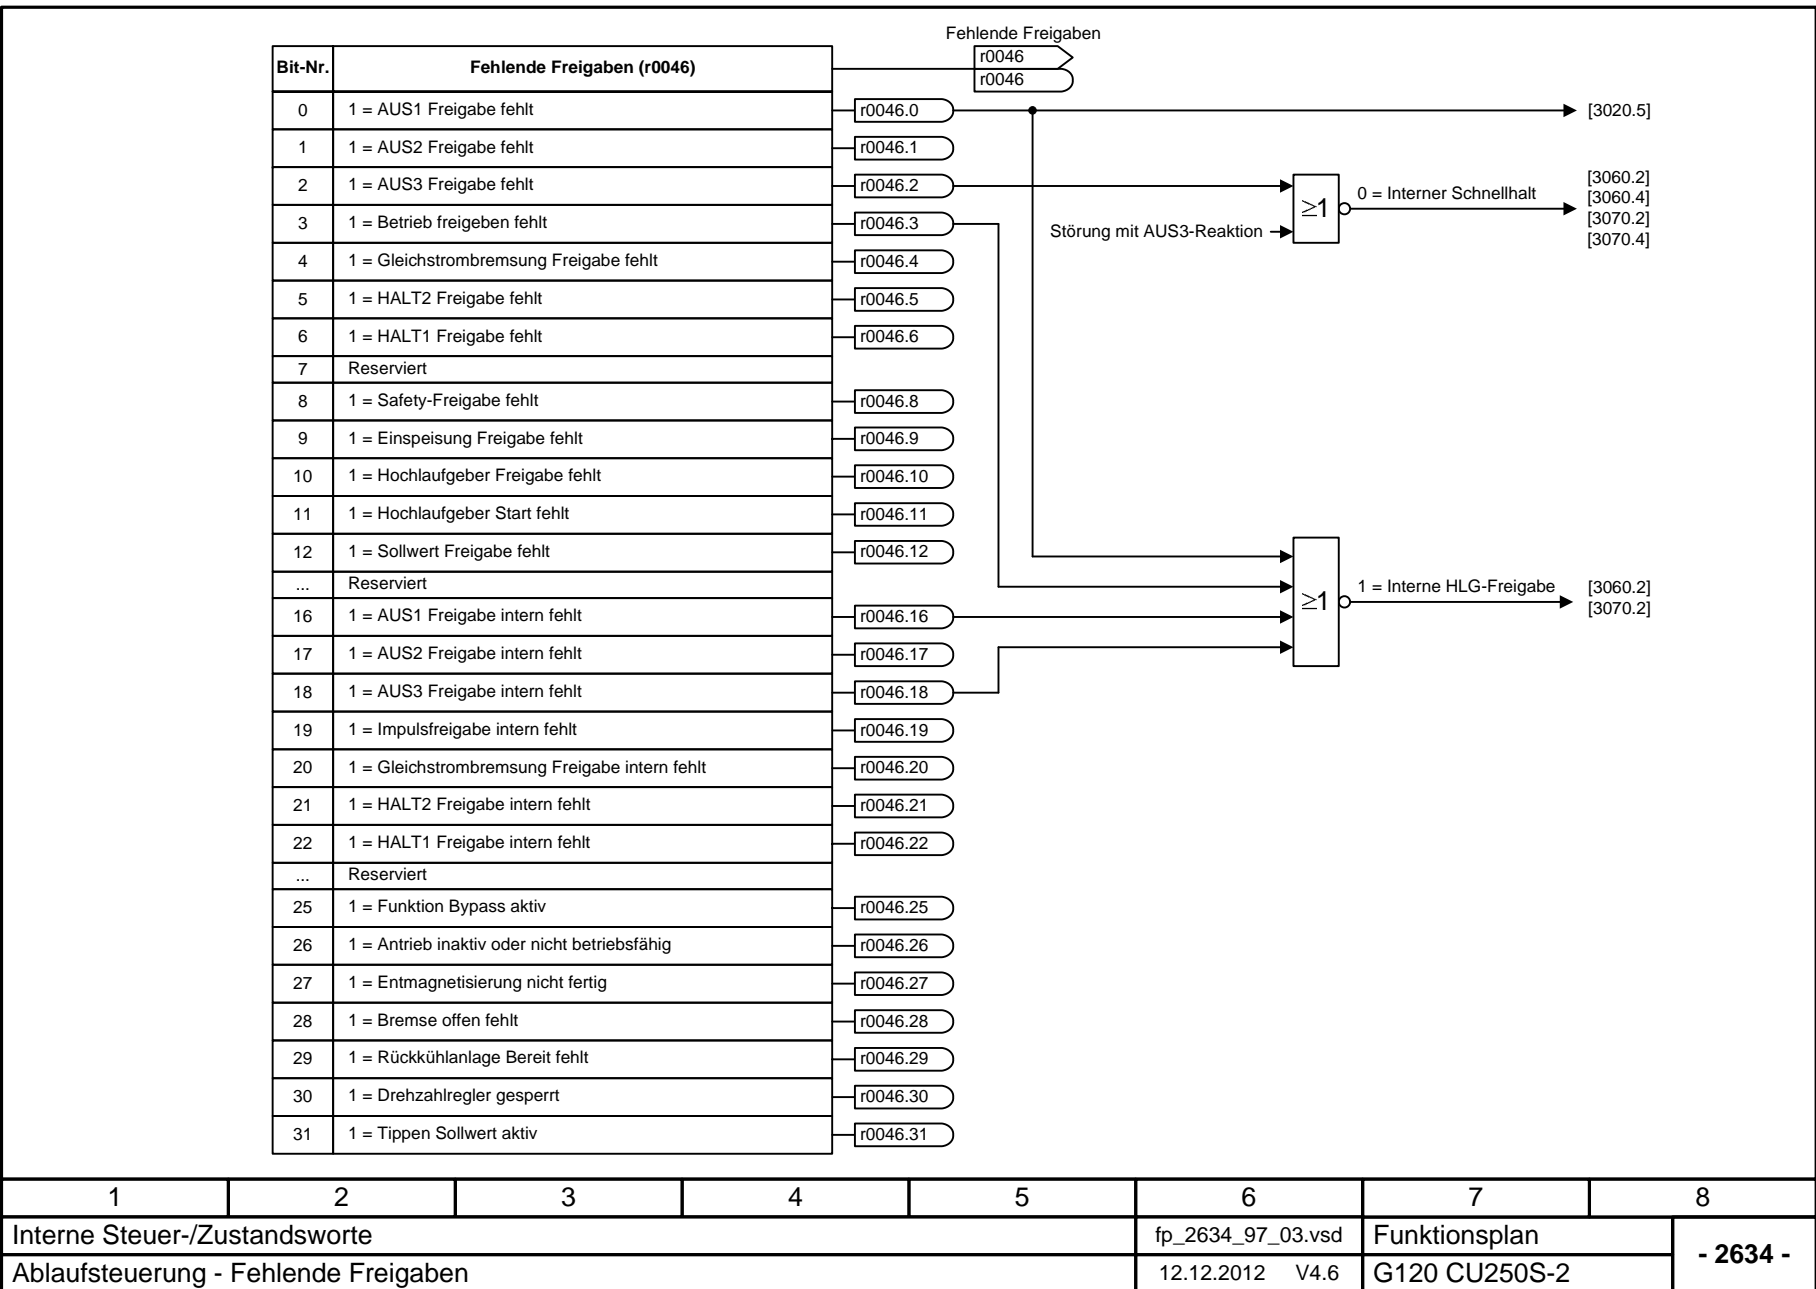 Fehlende Freigaben
Bit-Nr. Fehlende Freigaben (r0046) r0046
r0046
0 1 = AUS1 Freigabe fehlt r0046.0 [3020.5]
1 1 = AUS2 Freigabe fehlt r0046.1
2 1 = AUS3 Freigabe fehlt r0046.2
3 1 = Betrieb freigeben fehlt r0046.3
4 1 = Gleichstrombremsung Freigabe fehlt r0046.4
5 1 = HALT2 Freigabe fehlt r0046.5
6 1 = HALT1 Freigabe fehlt r0046.6
7 Reserviert
8 1 = Safety-Freigabe fehlt r0046.8
9 1 = Einspeisung Freigabe fehlt r0046.9
10 1 = Hochlaufgeber Freigabe fehlt r0046.10
11 1 = Hochlaufgeber Start fehlt r0046.11
12 1 = Sollwert Freigabe fehlt r0046.12
... Reserviert
16 1 = AUS1 Freigabe intern fehlt r0046.16
17 1 = AUS2 Freigabe intern fehlt r0046.17
18 1 = AUS3 Freigabe intern fehlt r0046.18
19 1 = Impulsfreigabe intern fehlt r0046.19
20 1 = Gleichstrombremsung Freigabe intern fehlt r0046.20
21 1 = HALT2 Freigabe intern fehlt r0046.21
22 1 = HALT1 Freigabe intern fehlt r0046.22
... Reserviert
25 1 = Funktion Bypass aktiv r0046.25
26 1 = Antrieb inaktiv oder nicht betriebsfähig r0046.26
27 1 = Entmagnetisierung nicht fertig r0046.27
28 1 = Bremse offen fehlt r0046.28
29 1 = Rückkühlanlage Bereit fehlt r0046.29
30 1 = Drehzahlregler gesperrt r0046.30
31 1 = Tippen Sollwert aktiv r0046.31
Störung mit AUS3-Reaktion
≥1
0 = Interner Schnellhalt
[3060.2]
[3060.4]
[3070.2]
[3070.4]
≥1
1 = Interne HLG-Freigabe
[3060.2]
[3070.2]
1 2 3 4 5 6 7 8
Interne Steuer-/Zustandsworte fp_2634_97_03.vsd Funktionsplan
- 2634 -
Ablaufsteuerung - Fehlende Freigaben 12.12.2012 V4.6 G120 CU250S-2